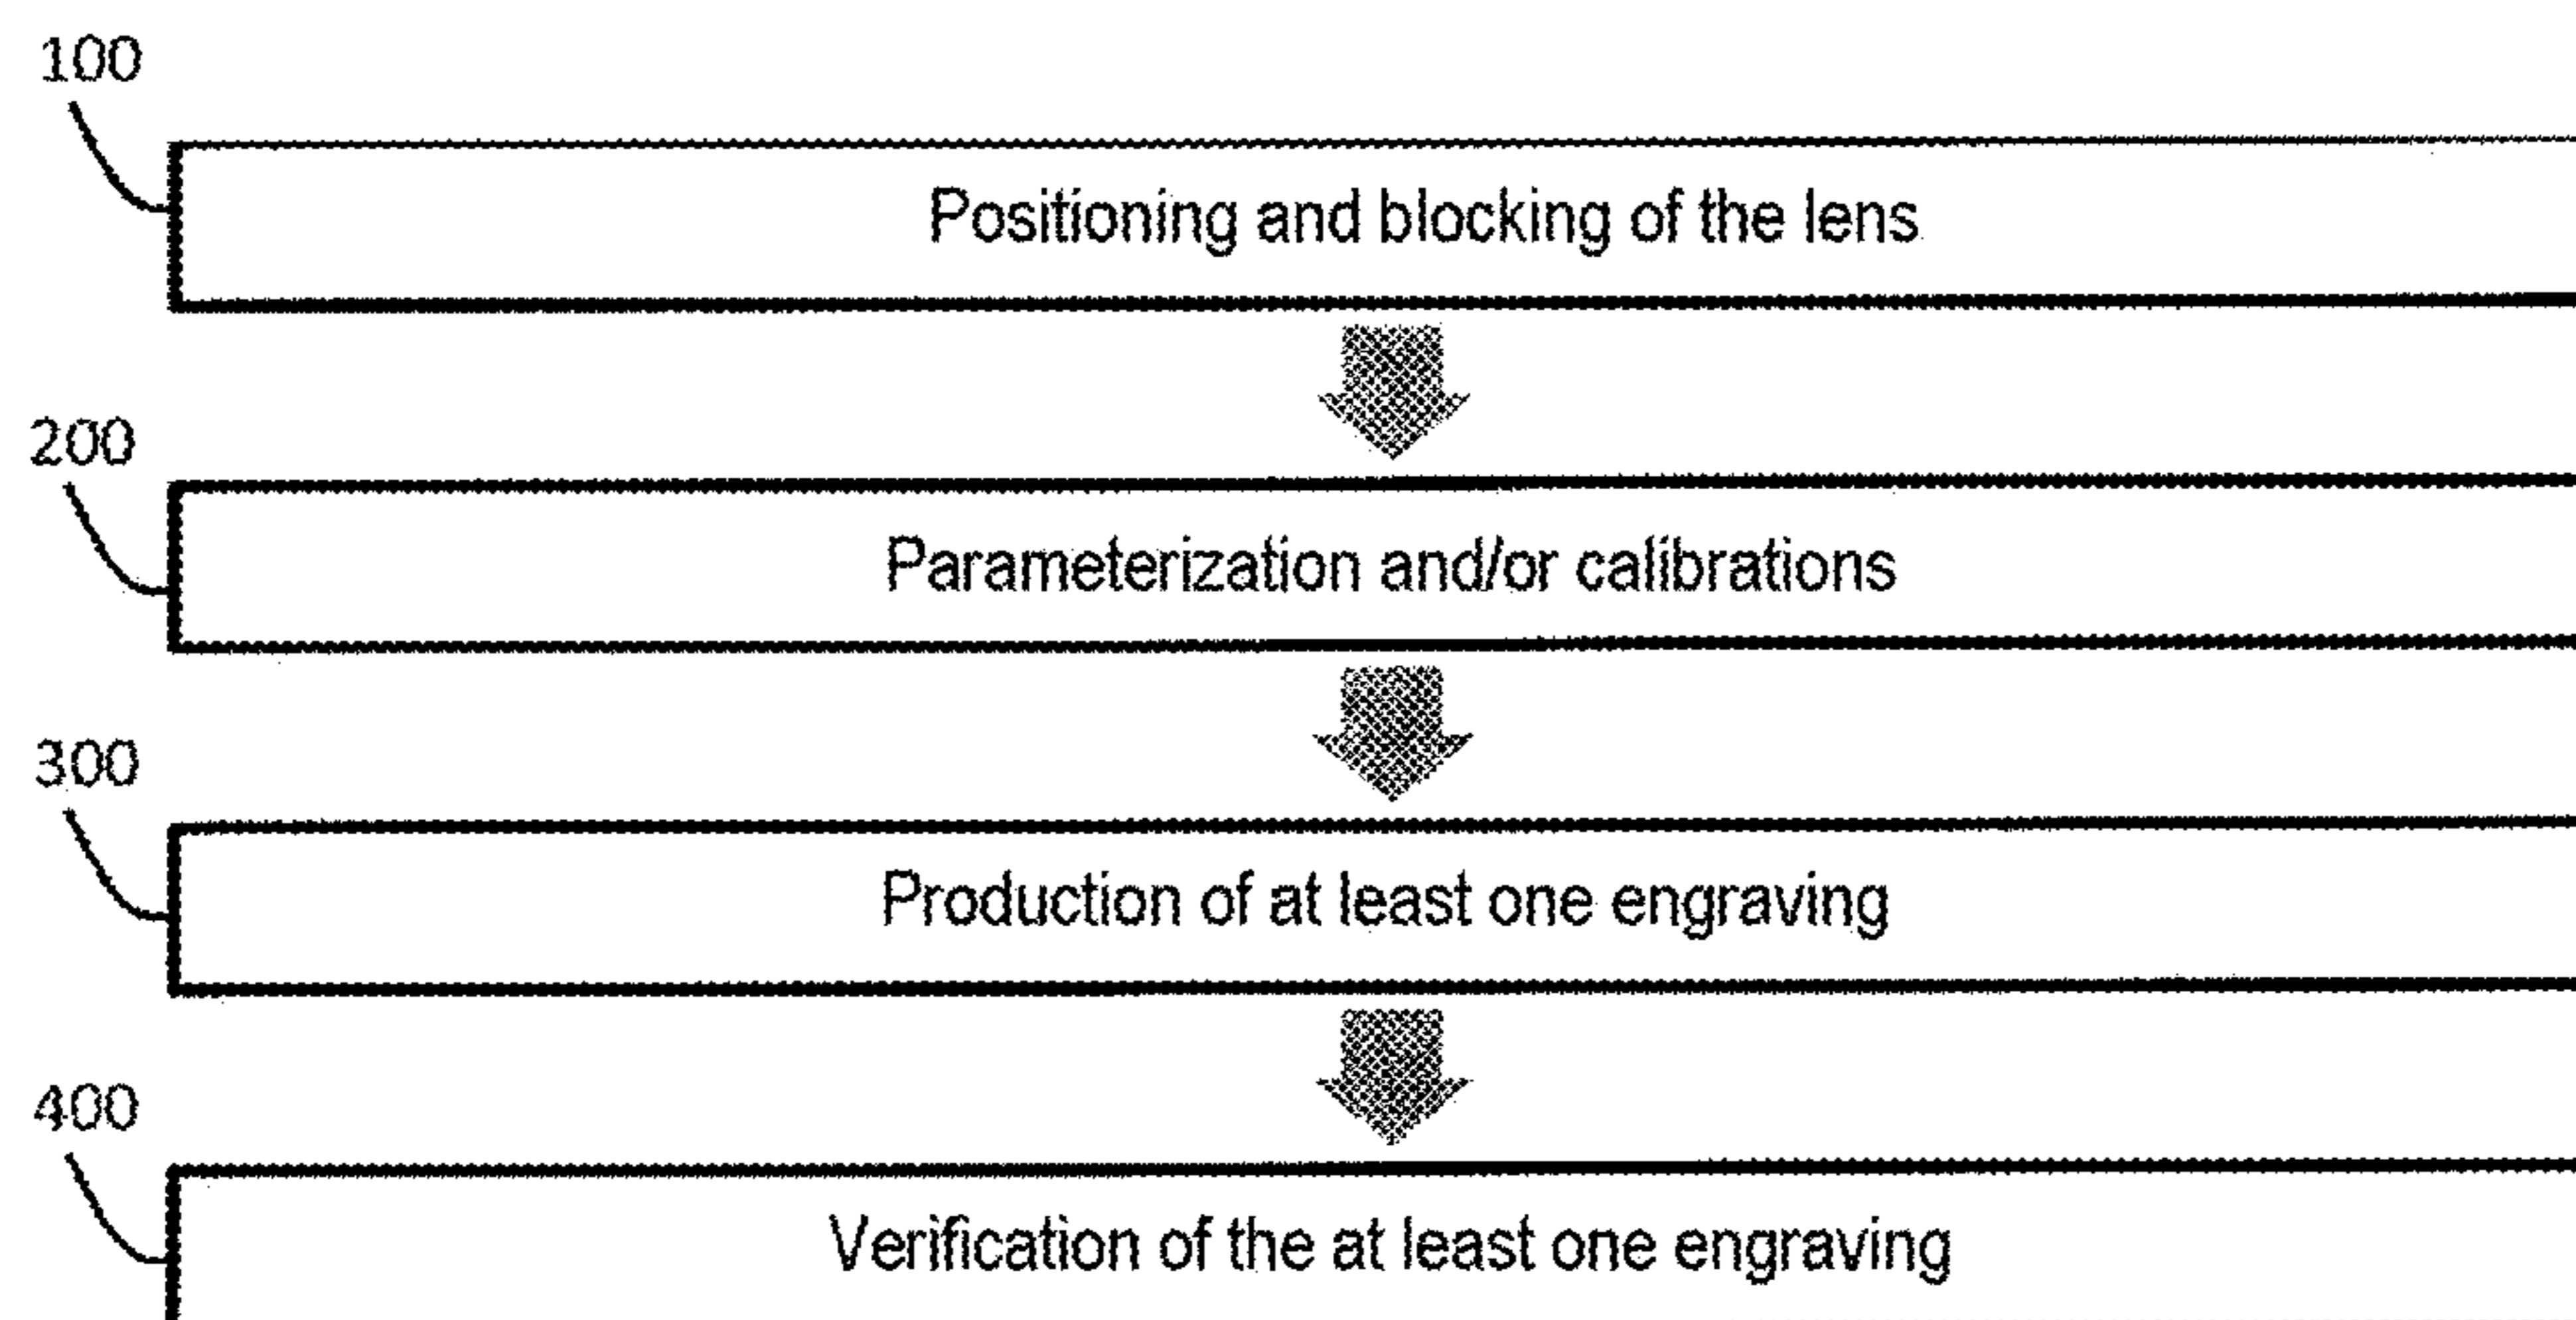 100
Positioning and blocking of the lens
200
Parameterization and/or calibrations
300
Production of at least one engraving
400
Verification of the at least one engraving